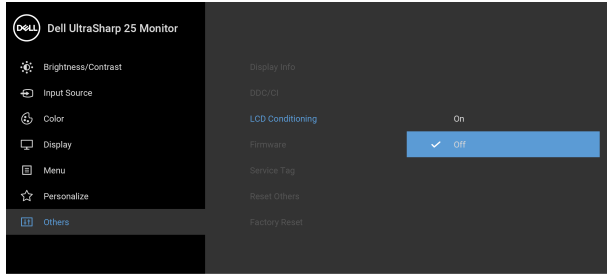 DELL
Dell UltraSharp 25 Monitor
Brightness/Contrast
Input Source
Color
Display
Menu
Personalize
Others
Display Info
DDC/CI
LCD Conditioning
Firmware
Service Tag
Reset Others
Factory Reset
On
Off